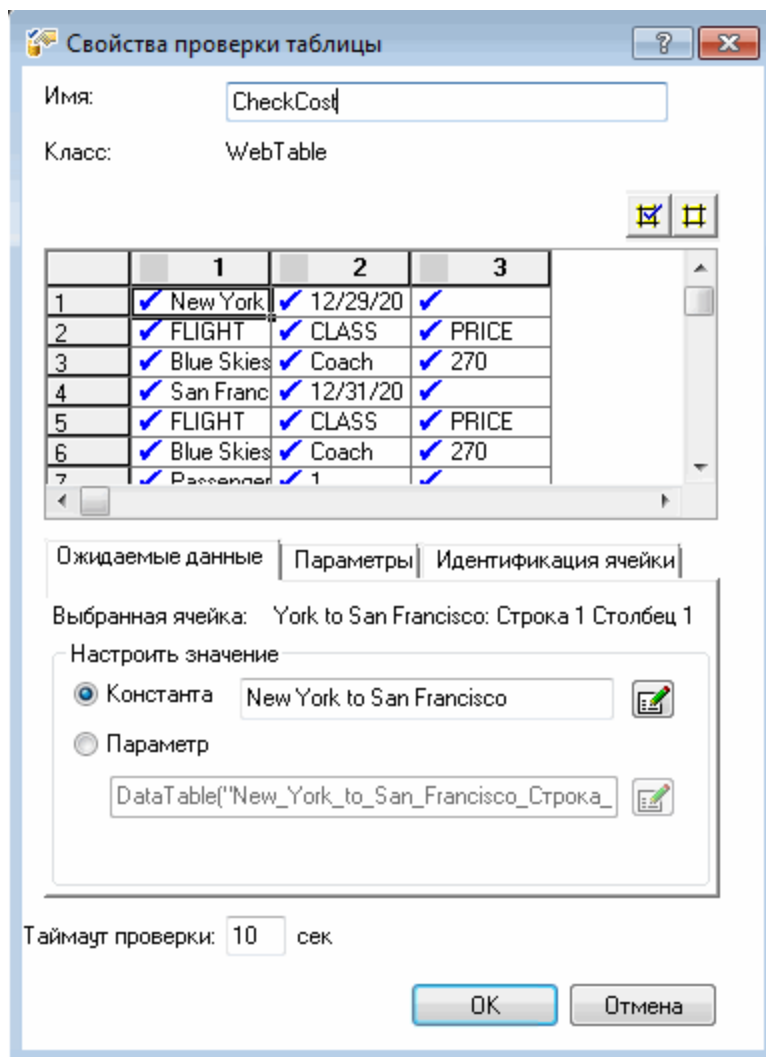 Свойства проверки таблицы
Имя: CheckCost
Класс: WebTable
1 2 3
1 New York 12/29/20
2 FLIGHT CLASS PRICE
3 Blue Skies Coach 270
4 San Franc 12/31/20
5 FLIGHT CLASS PRICE
6 Blue Skies Coach 270
7 Passenger 1
Ожидаемые данные Параметры Идентификация ячейки
Выбранная ячейка: York to San Francisco: Строка 1 Столбец 1
Настроить значение
Константа New York to San Francisco
Параметр
DataTable("New_York_to_San_Francisco_Строка_
Таймаут проверки: 10 сек
OK Отмена